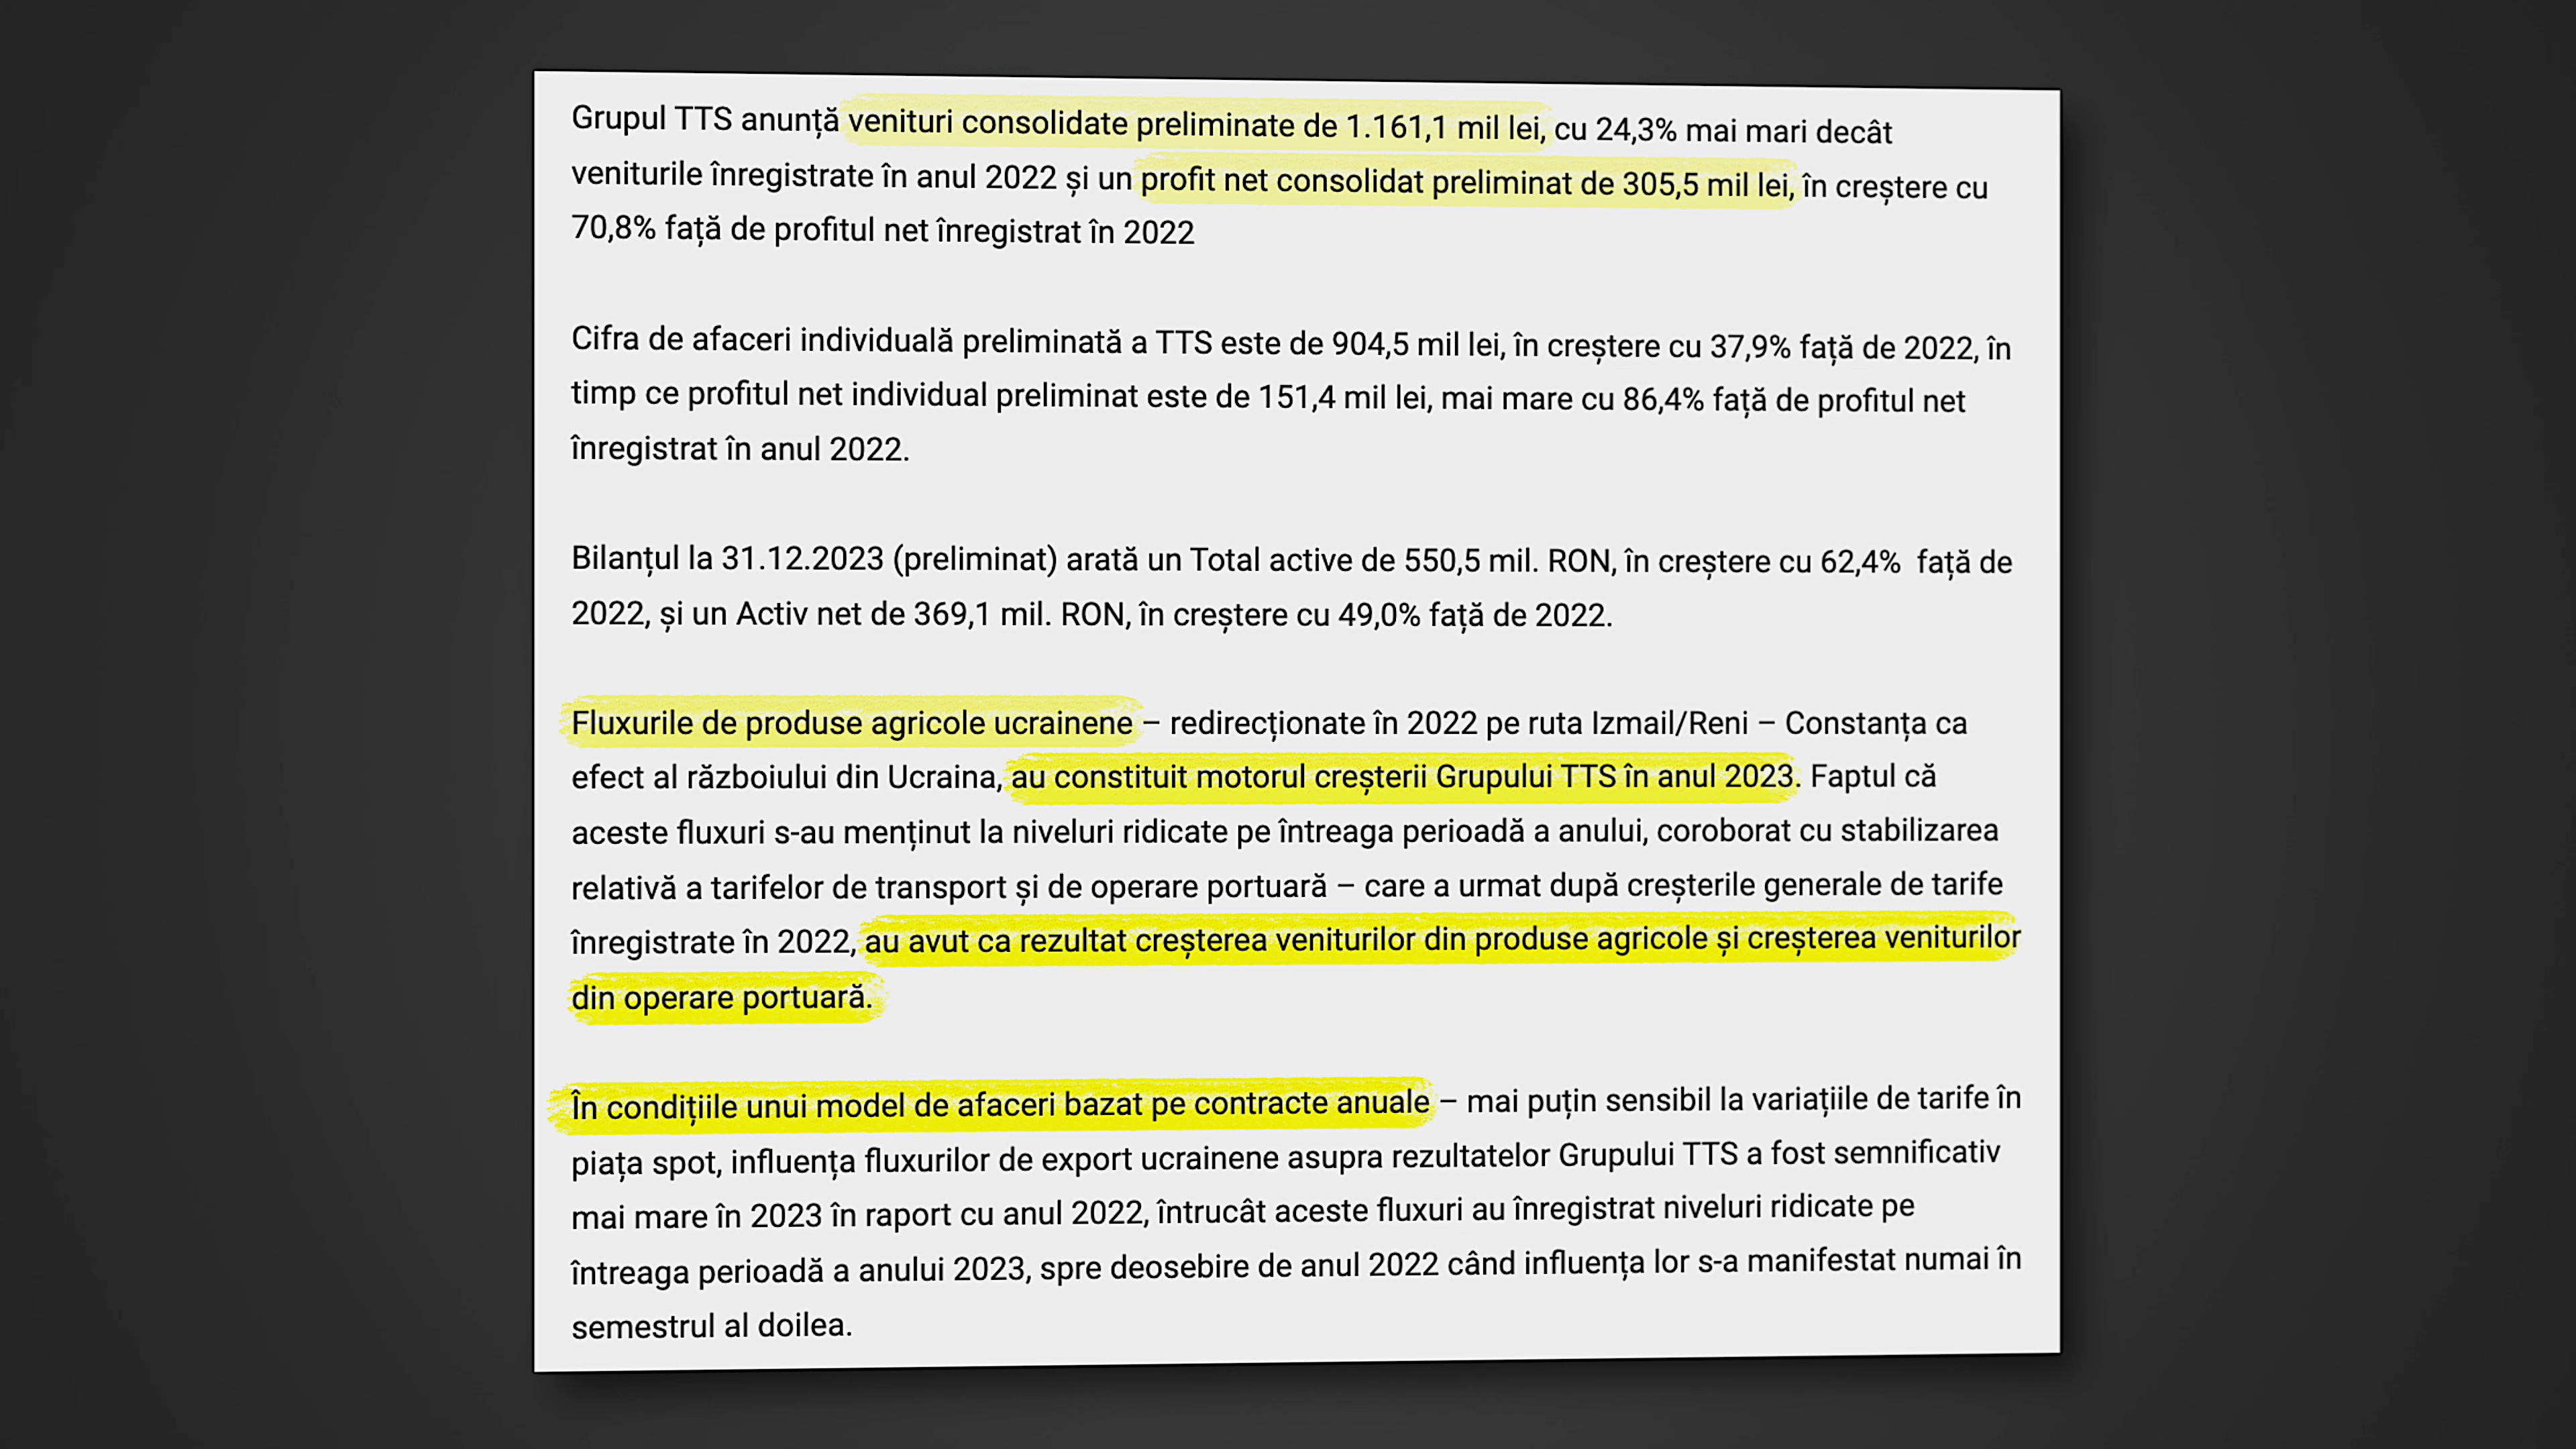 Grupul TTS anunță venituri consolidate preliminate de 1.161,1 mil lei, cu 24,3% mai mari decât
veniturile înregistrate în anul 2022 și un profit net consolidat preliminat de 305,5 mil lei, în creștere cu
70,8% față de profitul net înregistrat în 2022
Cifra de afaceri individuală preliminată a TTS este de 904,5 mil lei, în creștere cu 37,9% față de 2022, în
timp ce profitul net individual preliminat este de 151,4 mil lei, mai mare cu 86,4% față de profitul net
înregistrat în anul 2022.
Bilanțul la 31.12.2023 (preliminat) arată un Total active de 550,5 mil. RON, în creștere cu 62,4% față de
2022, și un Activ net de 369,1 mil. RON, în creștere cu 49,0% față de 2022.
Fluxurile de produse agricole ucrainene – redirecționate în 2022 pe ruta Izmail/Reni – Constanța ca
efect al războiului din Ucraina, au constituit motorul creșterii Grupului TTS în anul 2023. Faptul că
aceste fluxuri s-au menținut la niveluri ridicate pe întreaga perioadă a anului, coroborat cu stabilizarea
relativă a tarifelor de transport și de operare portuară – care a urmat după creșterile generale de tarife
înregistrate în 2022, au avut ca rezultat creșterea veniturilor din produse agricole și creșterea veniturilor
din operare portuară.
În condițiile unui model de afaceri bazat pe contracte anuale – mai puțin sensibil la variațiile de tarife în
piața spot, influența fluxurilor de export ucrainene asupra rezultatelor Grupului TTS a fost semnificativ
mai mare în 2023 în raport cu anul 2022, întrucât aceste fluxuri au înregistrat niveluri ridicate pe
întreaga perioadă a anului 2023, spre deosebire de anul 2022 când influența lor s-a manifestat numai în
semestrul al doilea.